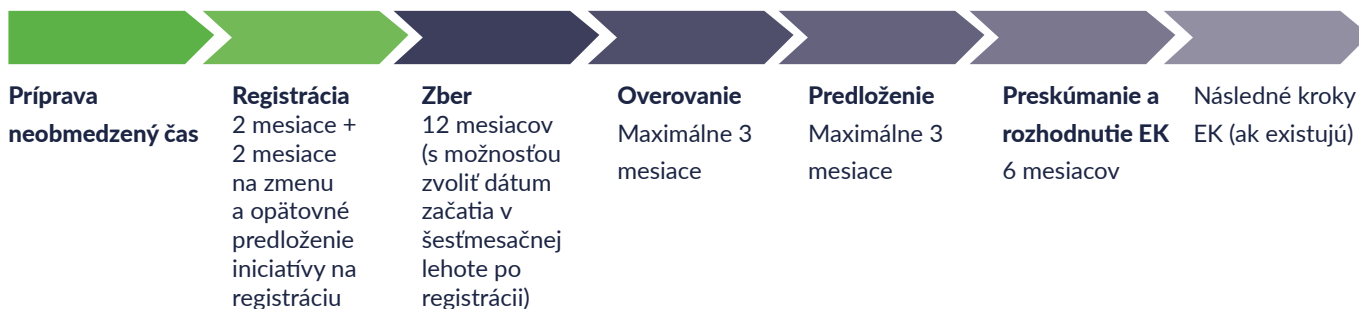 Príprava
neobmedzený čas
Registrácia
2 mesiace +
2 mesiace
na zmenu
a opätovné
predloženie
iniciatívy na
registráciu
Zber
12 mesiacov
(s možnosťou
zvoliť dátum
začatia v
šesťmesačnej
lehote po
registrácii)
Overovanie
Maximálne 3
mesiace
Predloženie
Maximálne 3
mesiace
Preskúmanie a
rozhodnutie EK
6 mesiacov
Následné kroky
EK (ak existujú)